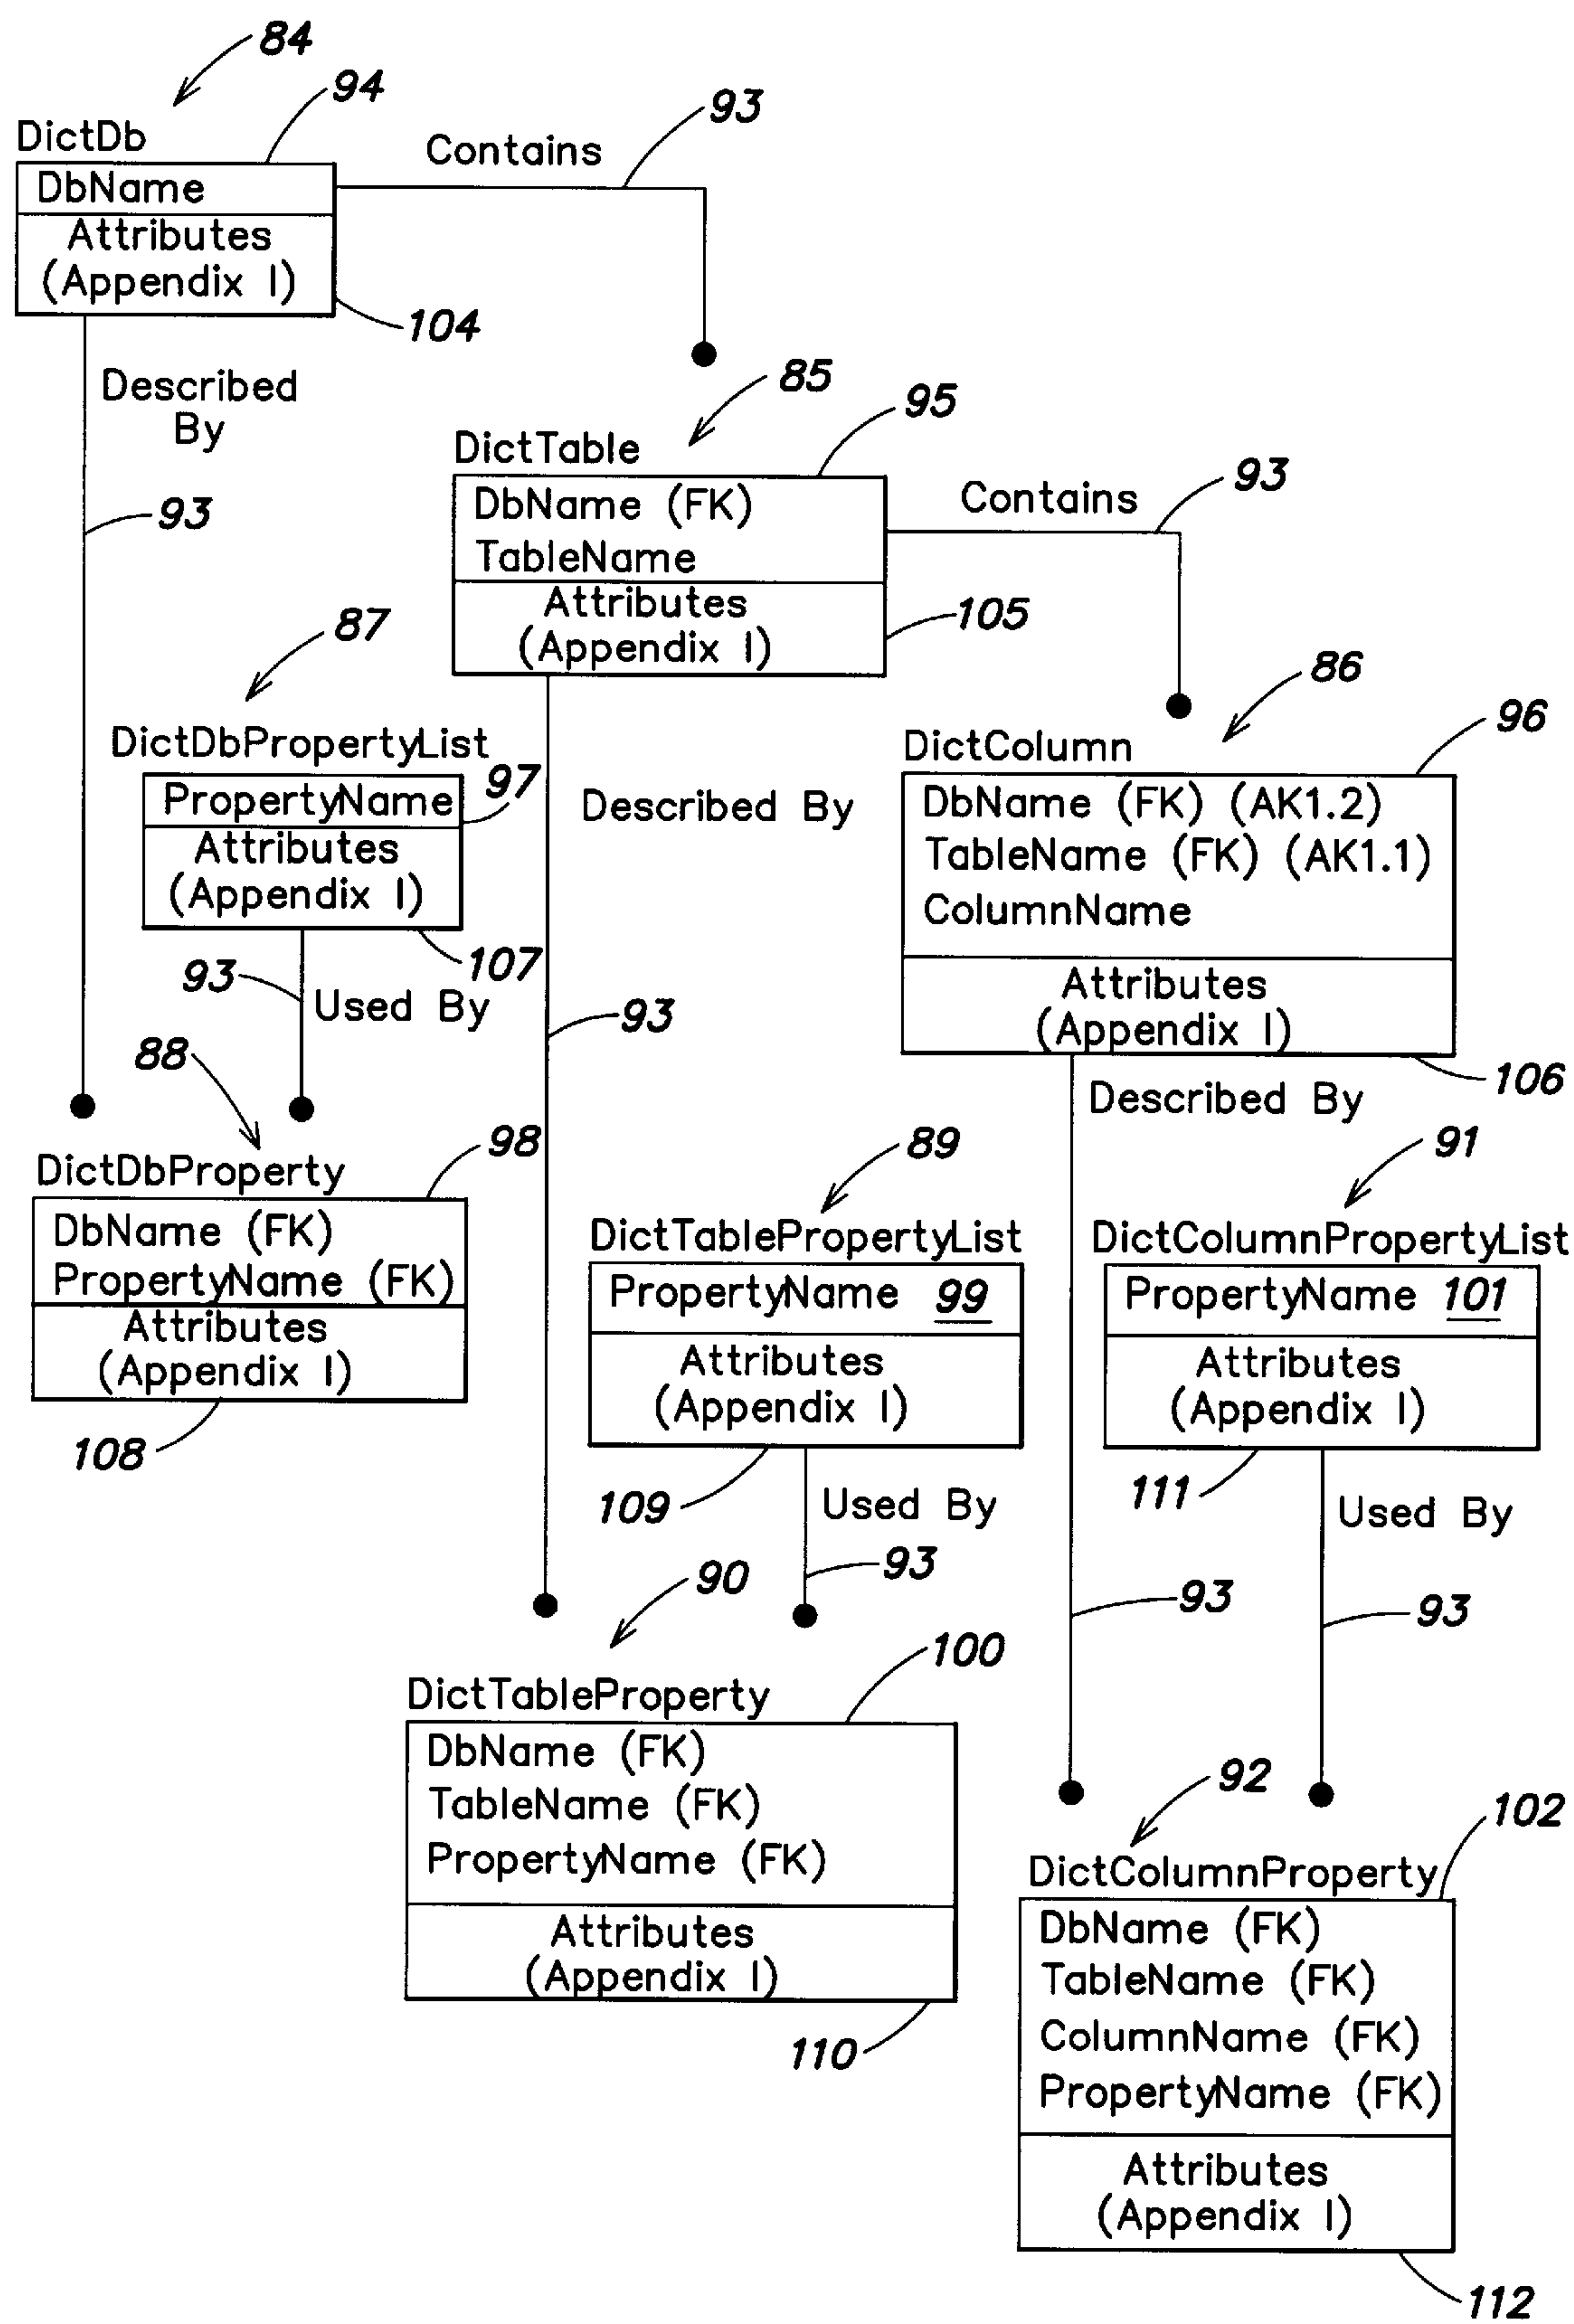 84
94
93
DictDb
Contains
DbName
Attributes
(Appendix I)
104
Described
By
93
85
95
DictTable
DbName (FK)
TableName
Attributes
(Appendix I)
105
Contains
93
87
DictDbPropertyList
97
PropertyName
Attributes
(Appendix I)
107
93
Used By
Described By
93
86
96
DictColumn
DbName (FK) (AK1.2)
TableName (FK) (AK1.1)
ColumnName
Attributes
(Appendix I)
106
Described By
88
98
DictDbProperty
DbName (FK)
PropertyName (FK)
Attributes
(Appendix I)
108
89
DictTablePropertyList
PropertyName 99
Attributes
(Appendix I)
109
Used By
93
91
DictColumnPropertyList
PropertyName 101
Attributes
(Appendix I)
111
Used By
93
93
90
100
DictTableProperty
DbName (FK)
TableName (FK)
PropertyName (FK)
Attributes
(Appendix I)
110
92
102
DictColumnProperty
DbName (FK)
TableName (FK)
ColumnName (FK)
PropertyName (FK)
Attributes
(Appendix I)
112